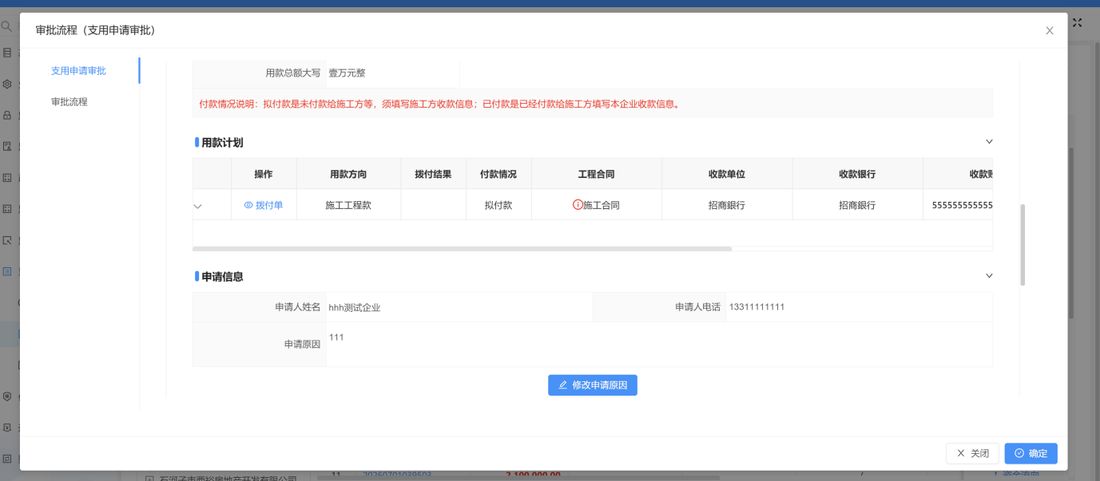 审批流程（支用申请审批）
支用申请审批
审批流程
用款总额大写 壹万元整
付款情况说明：拟付款是未付款给施工方等，须填写施工方收款信息；已付款是已经付款给施工方填写本企业收款信息。
用款计划
操作 用款方向 拨付结果 付款情况 工程合同 收款单位 收款银行 收款账
拨付单 施工工程款 拟付款 施工合同 招商銀行 招商銀行 5555555555555
申请信息
申请人姓名 hhh测试企业 申请人电话 13311111111
申请原因 111
修改申请原因
关闭 确定